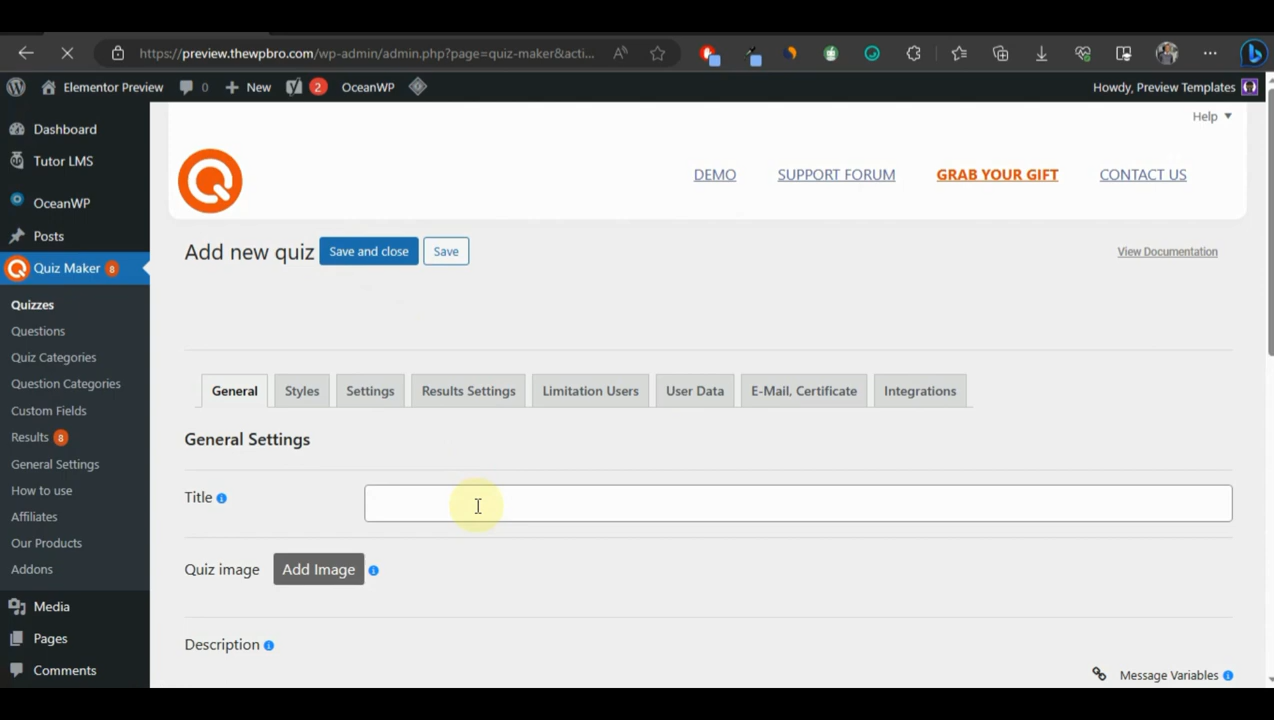 https://preview.thewpbro.com/wp-admin/admin.php?page=quiz-maker&acti...
Elementor Preview 0 New 2 OceanWP Howdy, Preview Templates
Dashboard
Tutor LMS
OceanWP
Posts
Quiz Maker 8
Quizzes
Questions
Quiz Categories
Question Categories
Custom Fields
Results 8
General Settings
How to use
Affiliates
Our Products
Addons
Media
Pages
Comments
Help
DEMO SUPPORT FORUM GRAB YOUR GIFT CONTACT US
Add new quiz Save and close Save View Documentation
General Styles Settings Results Settings Limitation Users User Data E-Mail, Certificate Integrations
General Settings
Title
Quiz image Add Image
Description
Message Variables